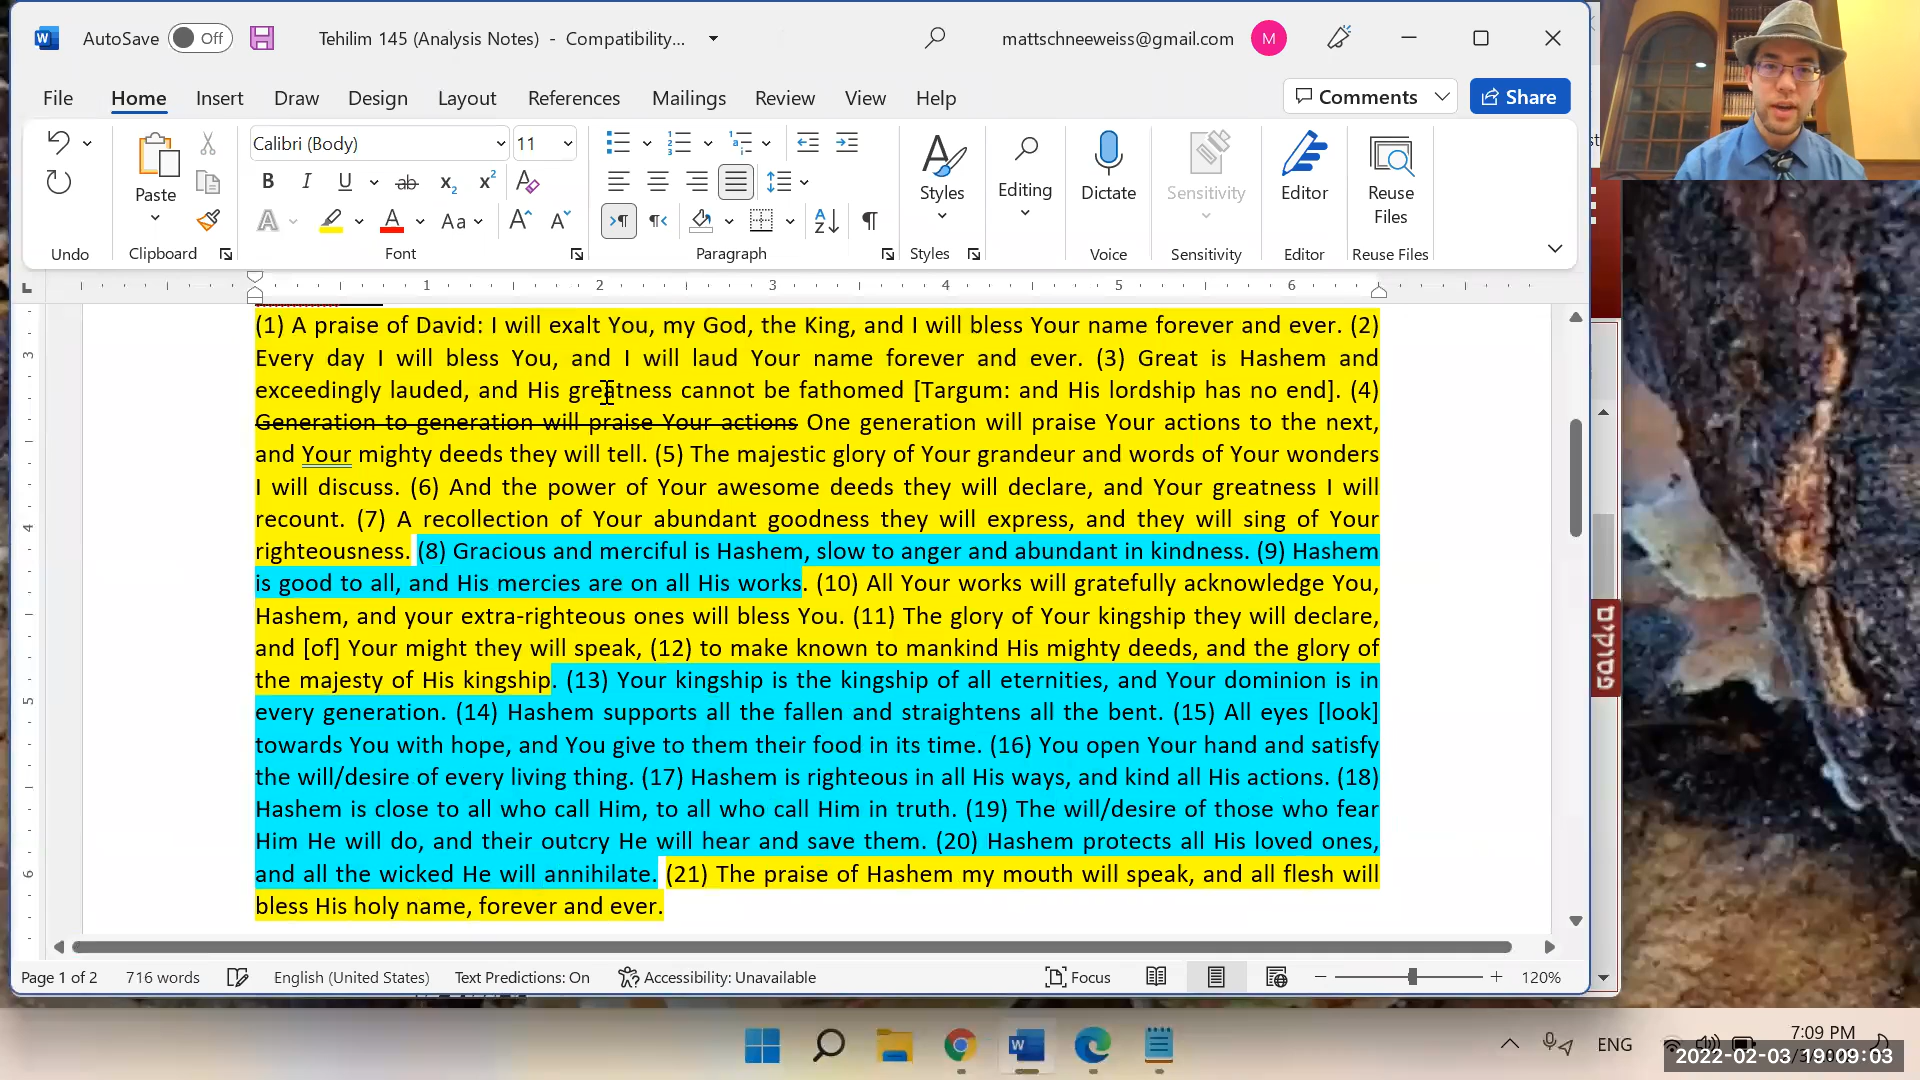 AutoSave Off Tehilim 145 (Analysis Notes) - Compatibility... mattschneeweiss@gmail.com M
File Home Insert Draw Design Layout References Mailings Review View Help Comments Share
Calibri (Body) 11
Paste Styles Editing Dictate Sensitivity Editor Reuse Files
Undo Clipboard Font Paragraph Styles Voice Sensitivity Editor Reuse Files
1 2 3 4 5 6
(1) A praise of David: I will exalt You, my God, the King, and I will bless Your name forever and ever. (2)
Every day I will bless You, and I will laud Your name forever and ever. (3) Great is Hashem and
exceedingly lauded, and His greatness cannot be fathomed [Targum: and His lordship has no end]. (4)
Generation to generation will praise Your actions One generation will praise Your actions to the next,
and Your mighty deeds they will tell. (5) The majestic glory of Your grandeur and words of Your wonders
I will discuss. (6) And the power of Your awesome deeds they will declare, and Your greatness I will
recount. (7) A recollection of Your abundant goodness they will express, and they will sing of Your
righteousness. (8) Gracious and merciful is Hashem, slow to anger and abundant in kindness. (9) Hashem
is good to all, and His mercies are on all His works. (10) All Your works will gratefully acknowledge You,
Hashem, and your extra-righteous ones will bless You. (11) The glory of Your kingship they will declare,
and [of] Your might they will speak, (12) to make known to mankind His mighty deeds, and the glory of
the majesty of His kingship. (13) Your kingship is the kingship of all eternities, and Your dominion is in
every generation. (14) Hashem supports all the fallen and straightens all the bent. (15) All eyes [look]
towards You with hope, and You give to them their food in its time. (16) You open Your hand and satisfy
the will/desire of every living thing. (17) Hashem is righteous in all His ways, and kind all His actions. (18)
Hashem is close to all who call Him, to all who call Him in truth. (19) The will/desire of those who fear
Him He will do, and their outcry He will hear and save them. (20) Hashem protects all His loved ones,
and all the wicked He will annihilate. (21) The praise of Hashem my mouth will speak, and all flesh will
bless His holy name, forever and ever.
פסוקים
Page 1 of 2 716 words English (United States) Text Predictions: On Accessibility: Unavailable Focus 120%
ENG 7:09 PM
2022-02-03 19:09:03